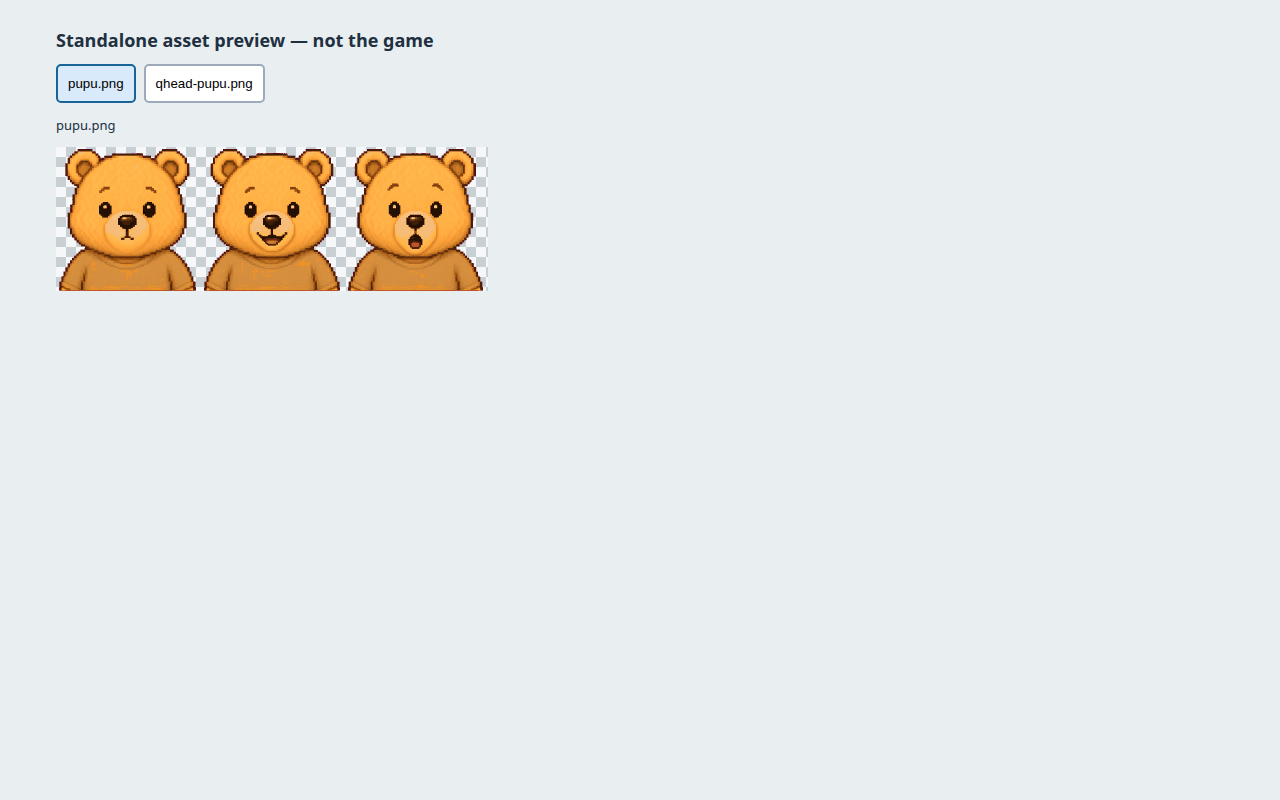 Standalone asset preview — not the game
pupu.png
qhead-pupu.png
pupu.png